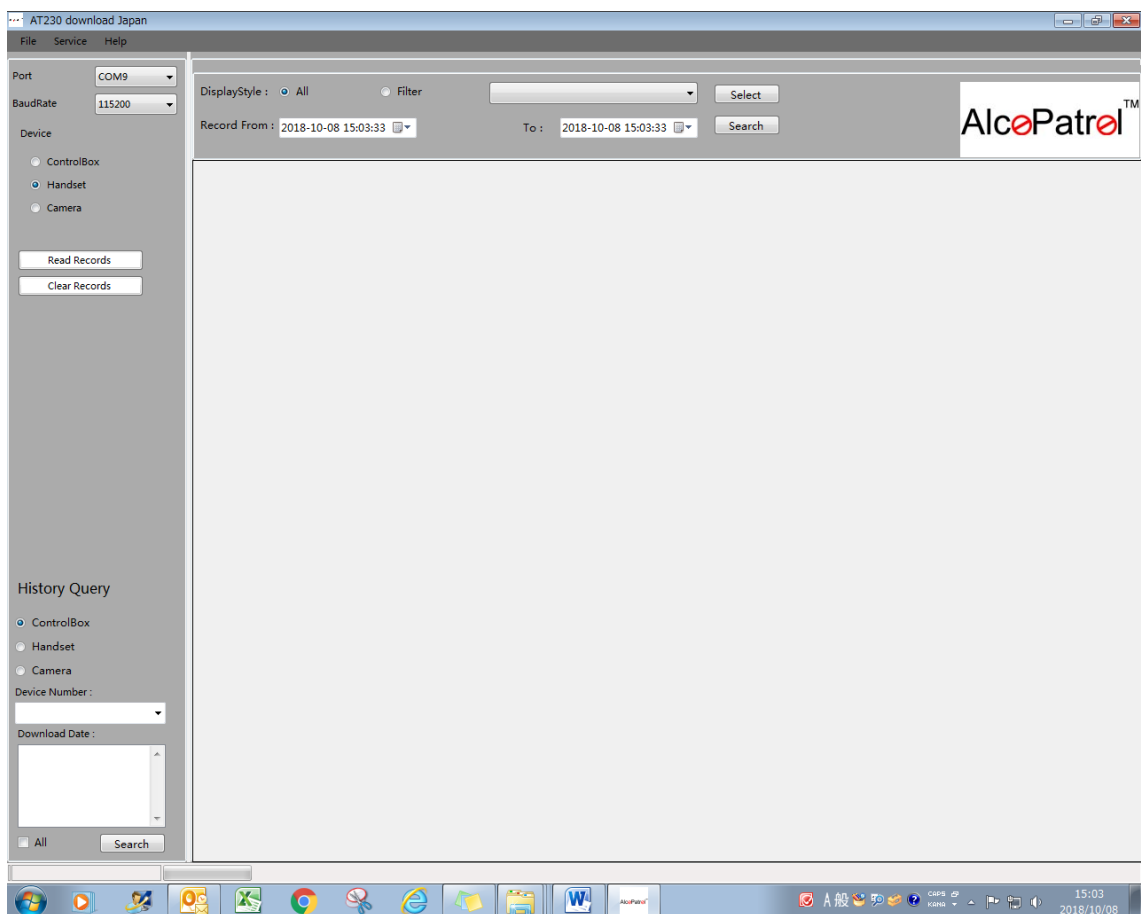 AT230 download Japan
File Service Help
Port COM9
BaudRate 115200
Device
ControlBox
Handset
Camera
Read Records
Clear Records
DisplayStyle : All Filter Select
Record From : 2018-10-08 15:03:33 To : 2018-10-08 15:03:33 Search
AlcoPatrol™
History Query
ControlBox
Handset
Camera
Device Number :
Download Date :
All Search
AlcoPatrol
A 般 CAPS KANA
15:03
2018/10/08